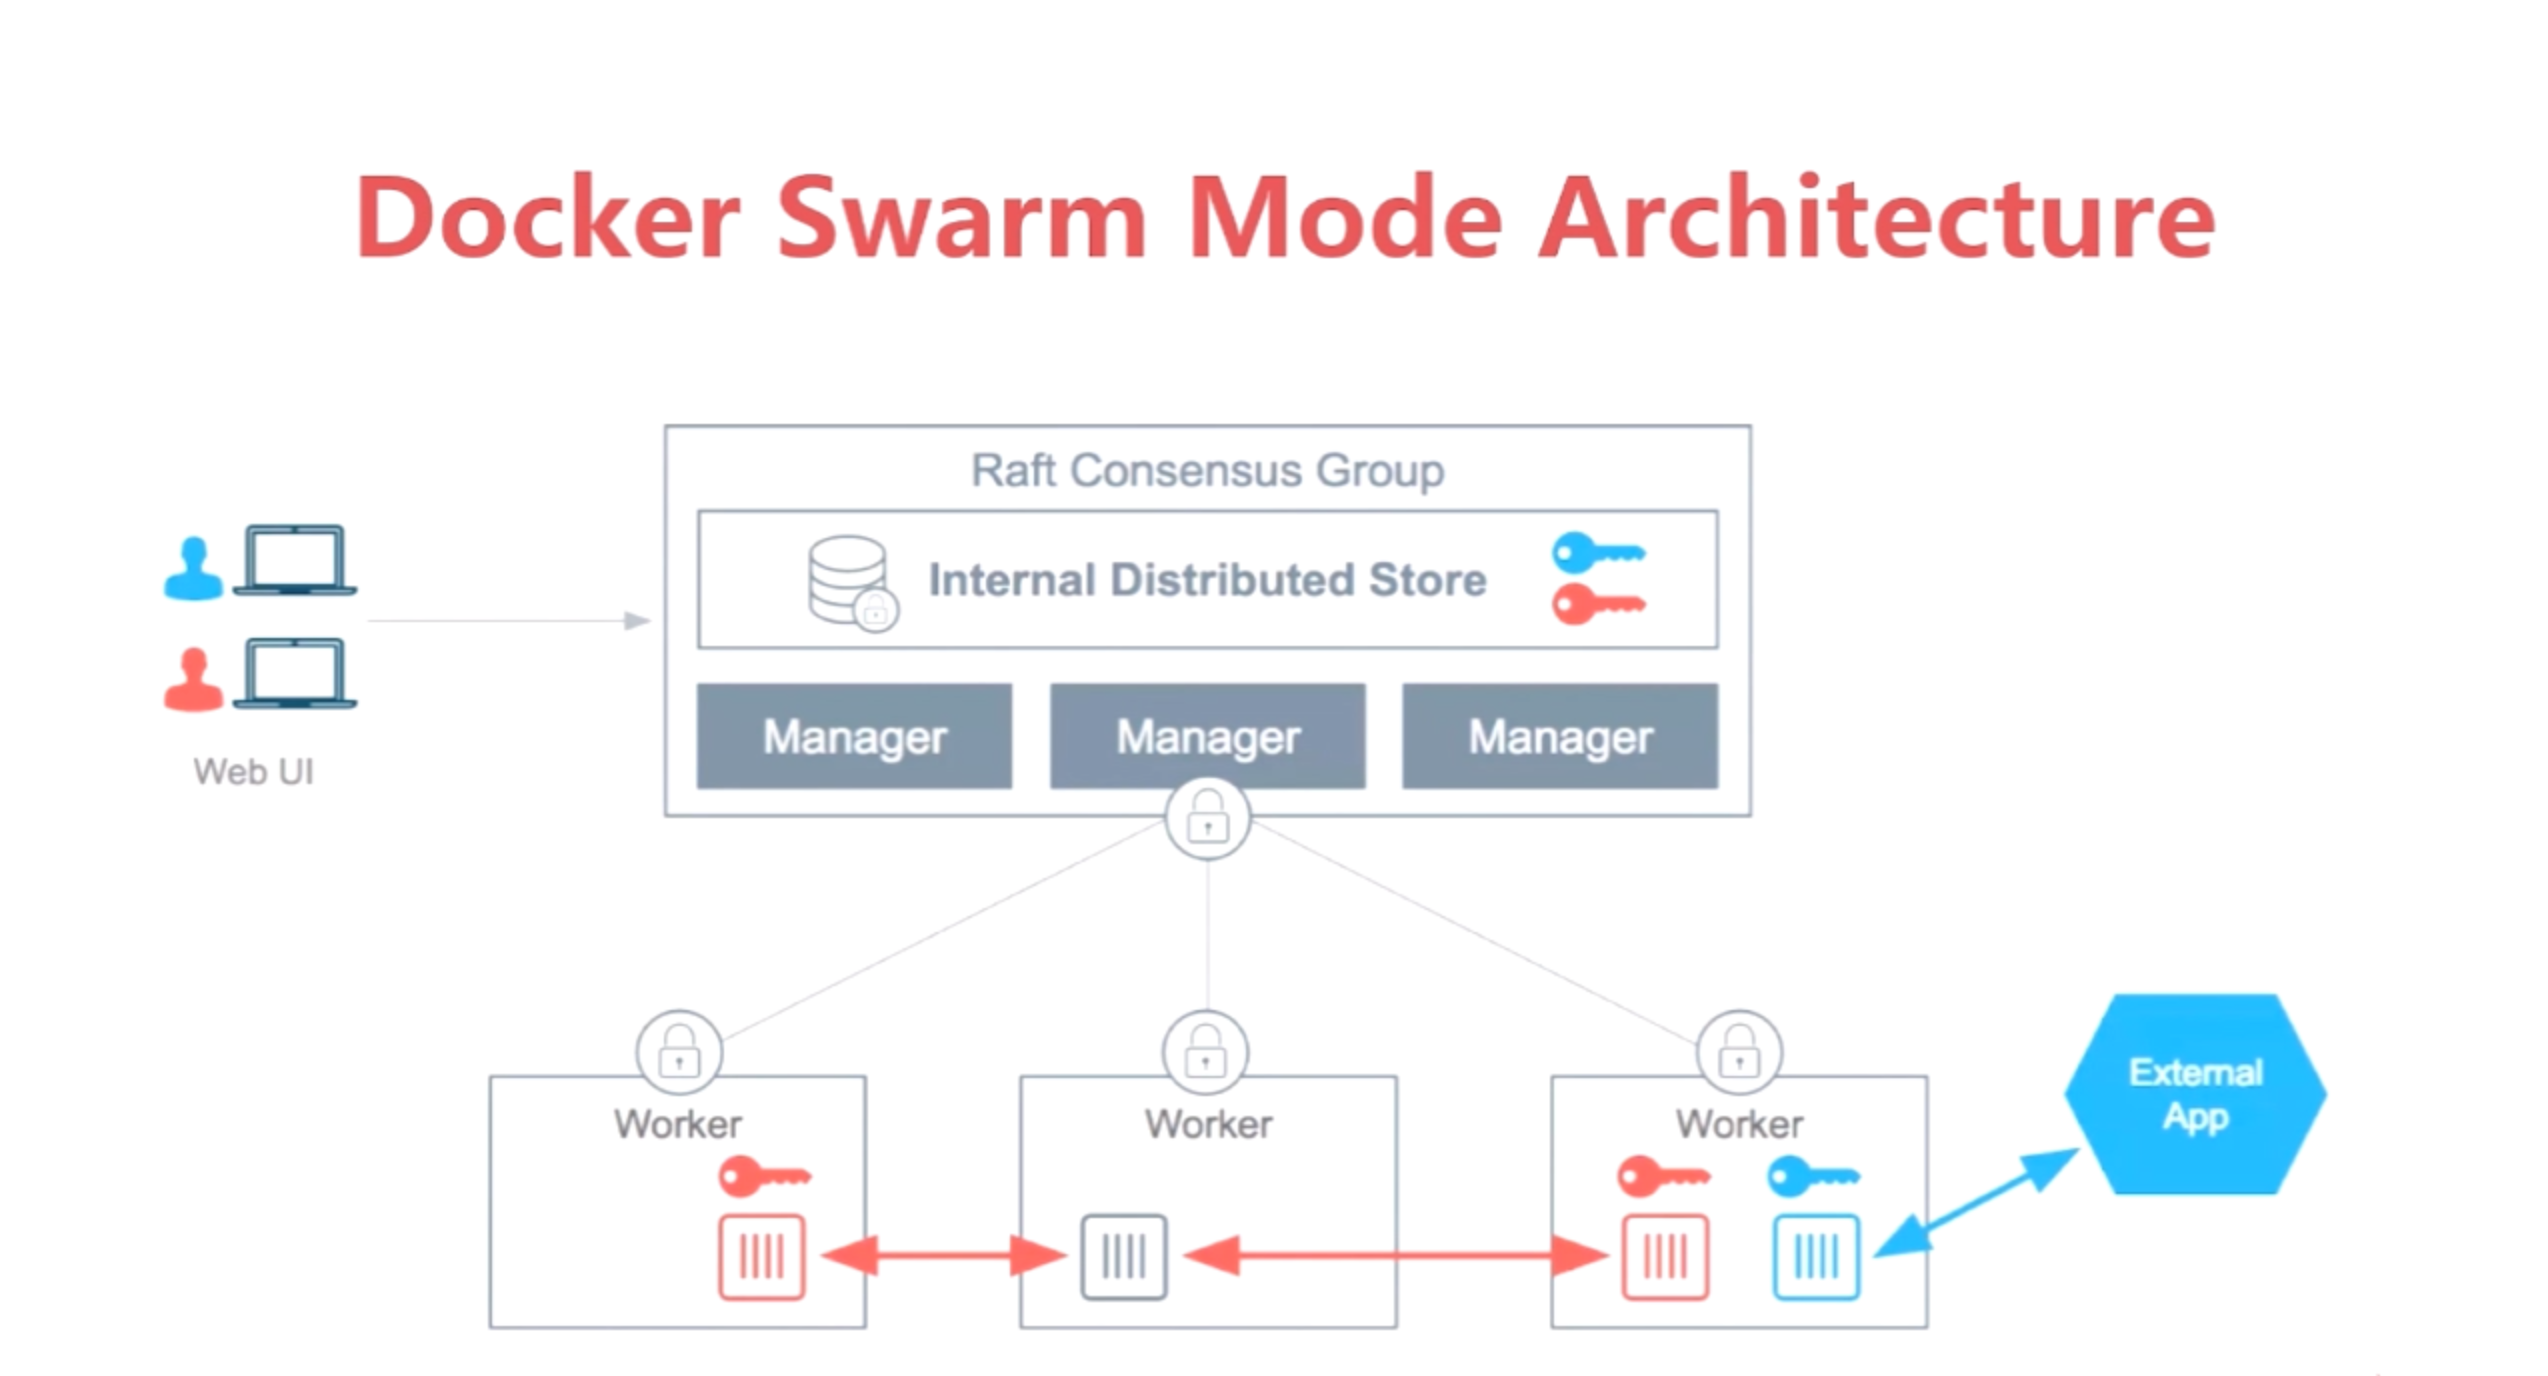 Docker Swarm Mode Architecture
Raft Consensus Group
Internal Distributed Store
Manager
Manager
Manager
Web UI
Worker
Worker
Worker
External
App